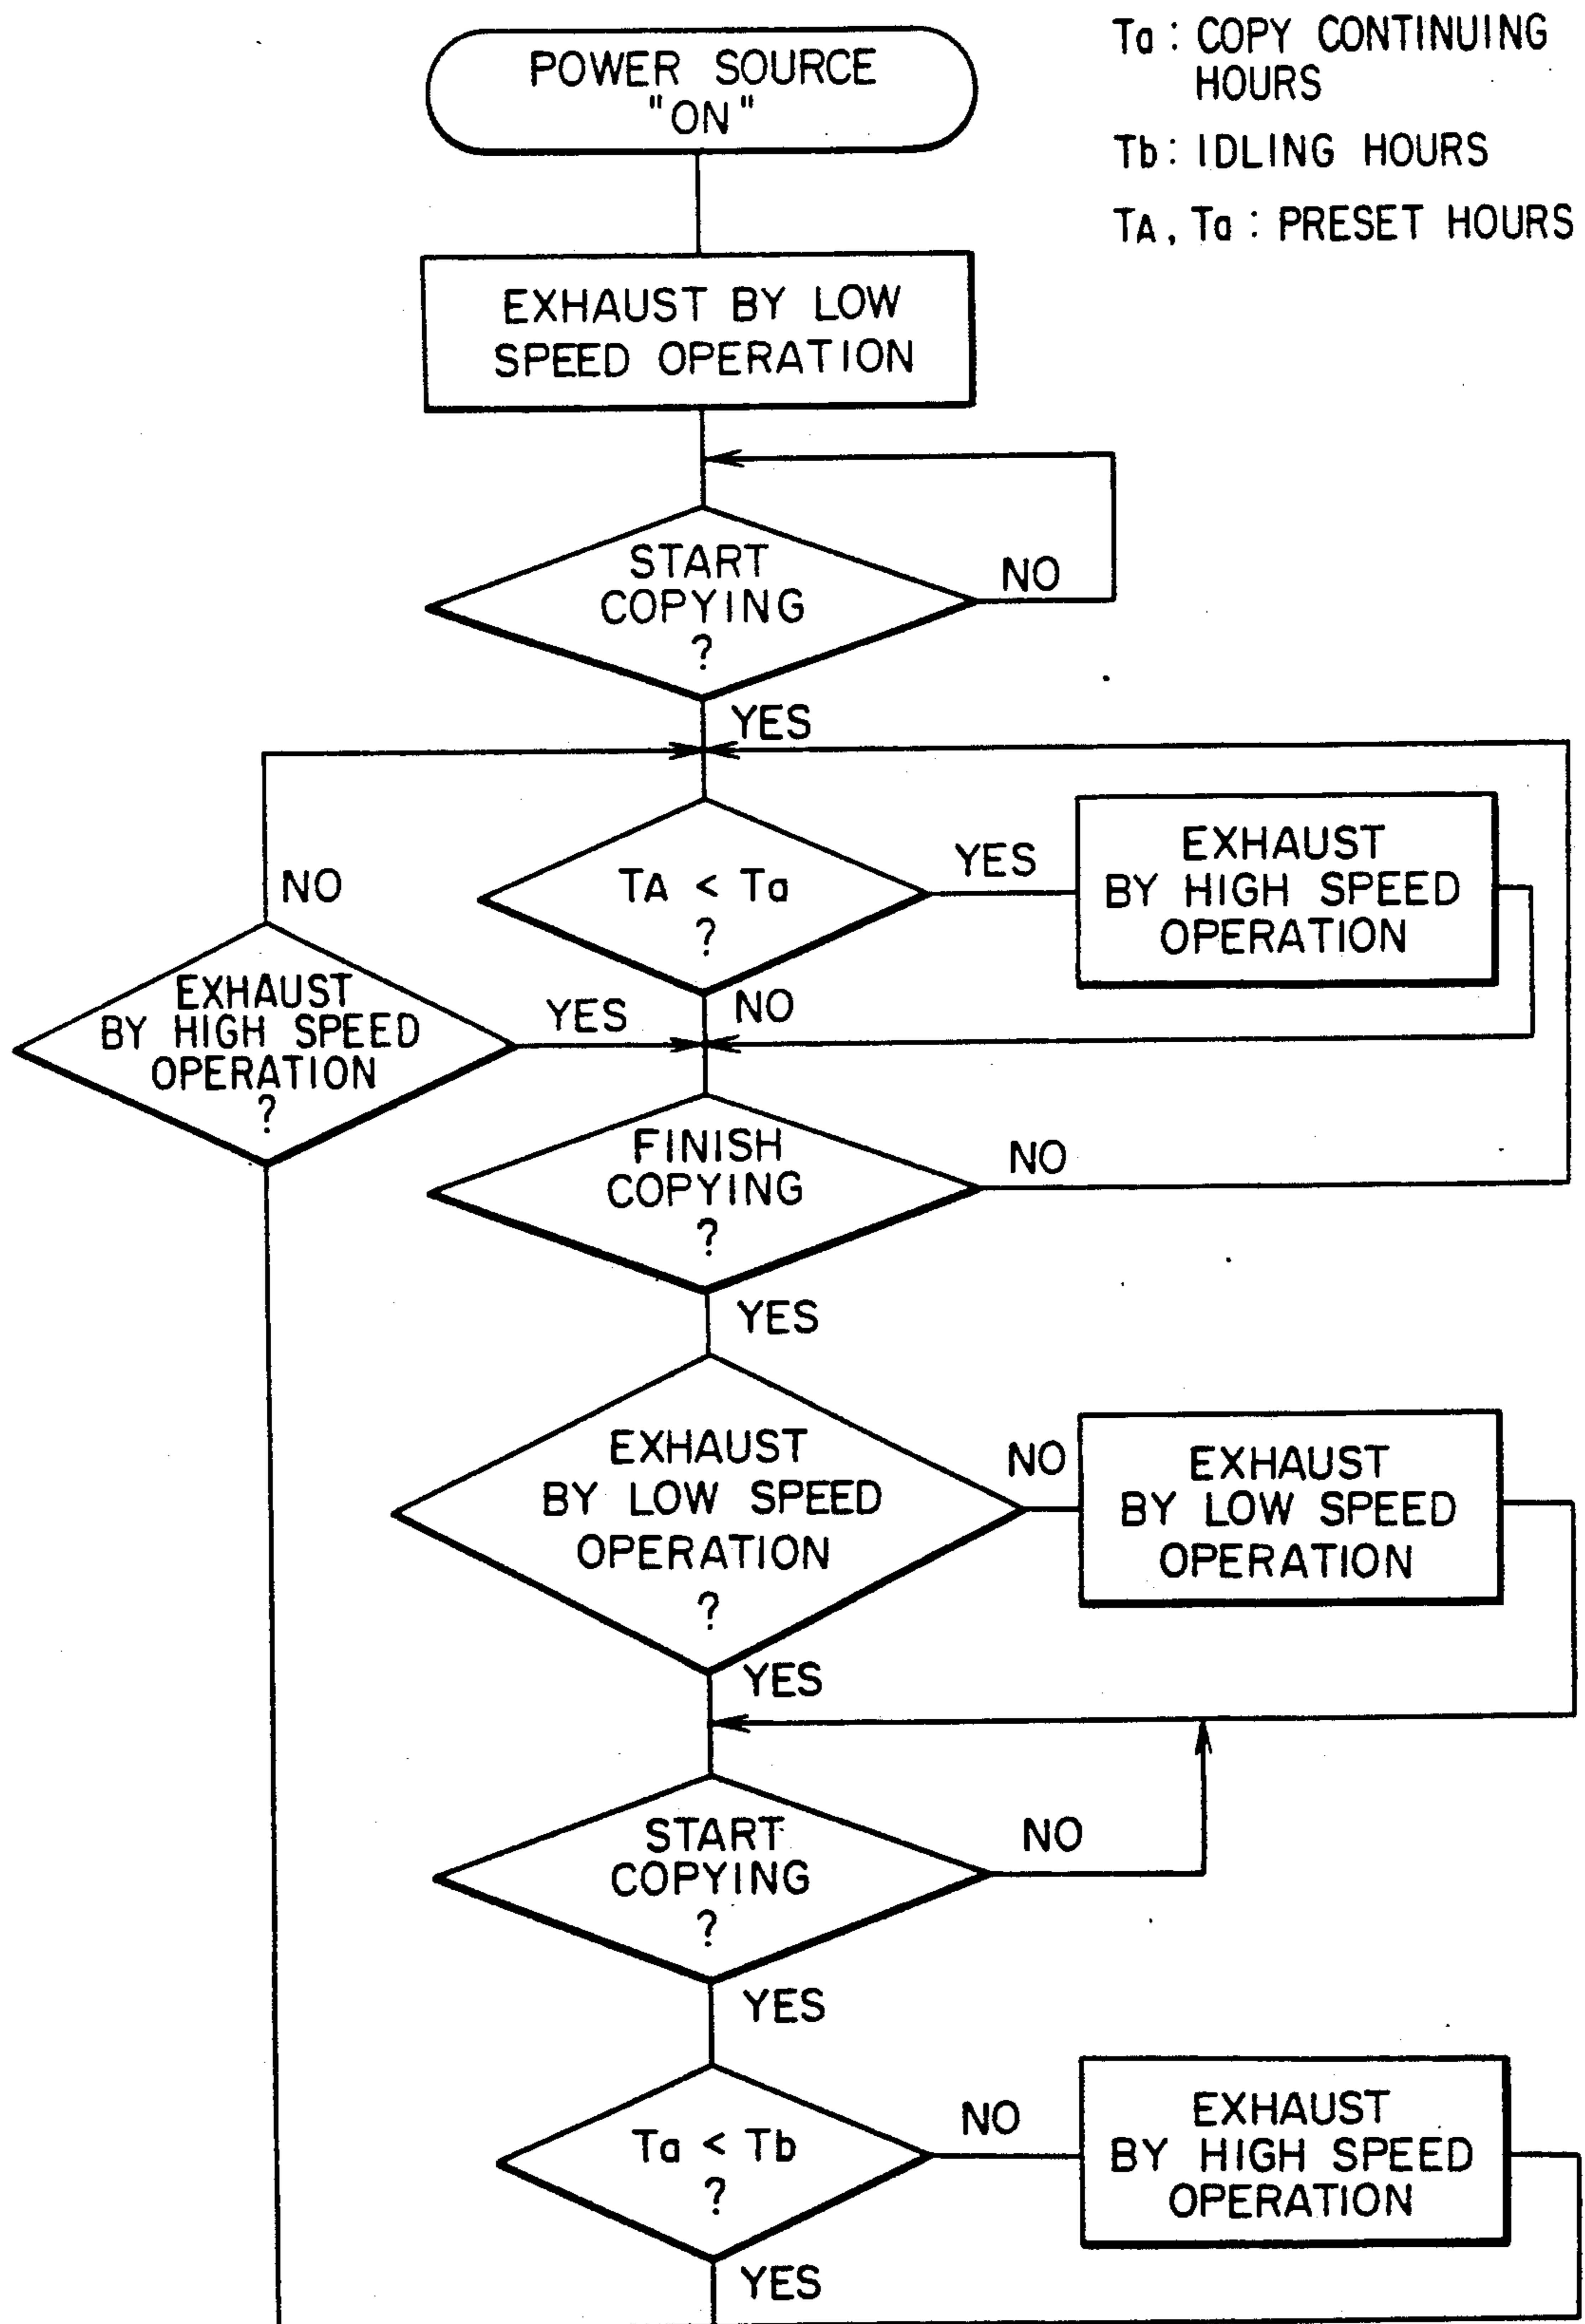 POWER SOURCE
"ON"
Ta : COPY CONTINUING
HOURS
Tb : IDLING HOURS
TA, Ta : PRESET HOURS
EXHAUST BY LOW
SPEED OPERATION
START
COPYING
?
NO
YES
TA < Ta
?
YES
NO
EXHAUST
BY HIGH SPEED
OPERATION
NO
EXHAUST
BY HIGH SPEED
OPERATION
?
YES
FINISH
COPYING
?
NO
YES
EXHAUST
BY LOW SPEED
OPERATION
?
NO
YES
EXHAUST
BY LOW SPEED
OPERATION
START
COPYING
?
NO
YES
Ta < Tb
?
NO
YES
EXHAUST
BY HIGH SPEED
OPERATION